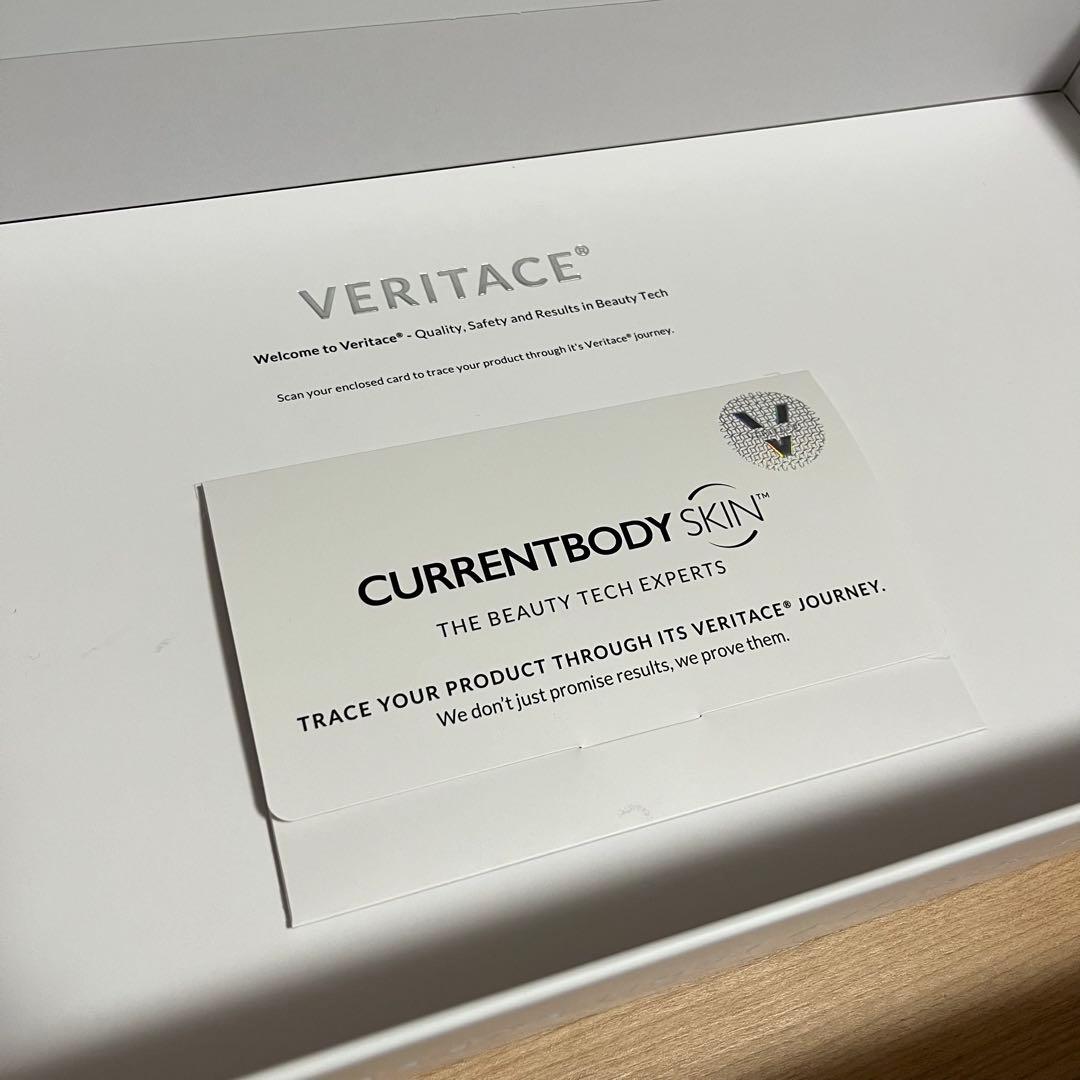 VERITACE®
Welcome to Veritace® - Quality, Safety and Results in Beauty Tech
Scan your enclosed card to trace your product through it's Veritace® journey.
V
CURRENTBODY SKIN™
THE BEAUTY TECH EXPERTS
TRACE YOUR PRODUCT THROUGH ITS VERITACE® JOURNEY.
We don't just promise results, we prove them.